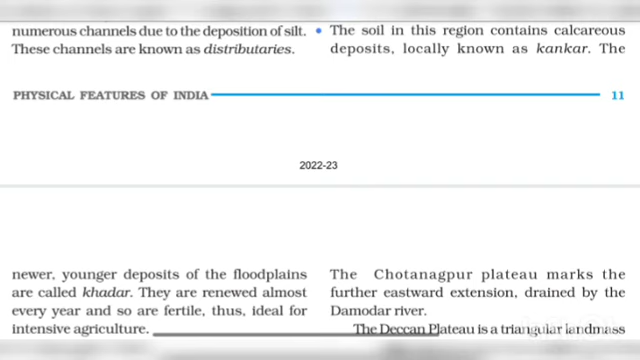 numerous channels due to the deposition of silt.
These channels are known as distributaries.
• The soil in this region contains calcareous
deposits, locally known as kankar. The
PHYSICAL FEATURES OF INDIA 11
2022-23
newer, younger deposits of the floodplains
are called khadar. They are renewed almost
every year and so are fertile, thus, ideal for
intensive agriculture.
The Chotanagpur plateau marks the
further eastward extension, drained by the
Damodar river.
The Deccan Plateau is a triangular landmass